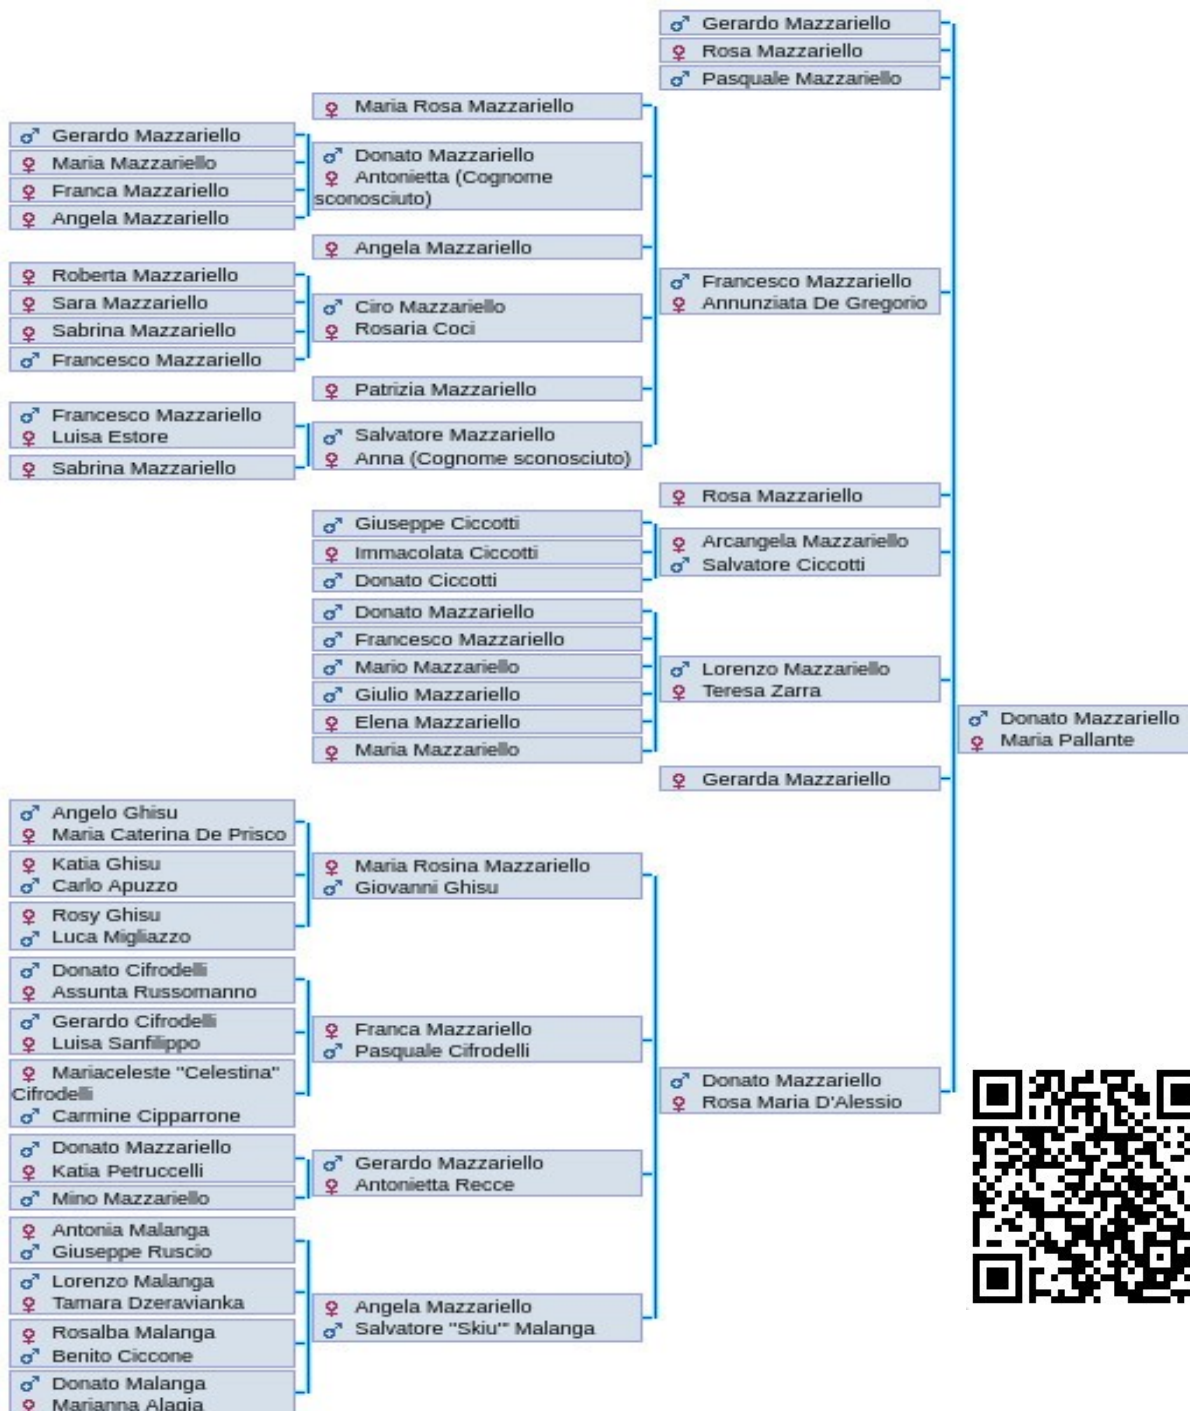 ♂ Gerardo Mazzariello
♀ Rosa Mazzariello
♂ Pasquale Mazzariello
♀ Maria Rosa Mazzariello
♂ Gerardo Mazzariello
♀ Maria Mazzariello
♀ Franca Mazzariello
♀ Angela Mazzariello
♂ Donato Mazzariello
♀ Antonietta (Cognome
sconosciuto)
♀ Angela Mazzariello
♀ Roberta Mazzariello
♀ Sara Mazzariello
♀ Sabrina Mazzariello
♂ Francesco Mazzariello
♂ Ciro Mazzariello
♀ Rosaria Coci
♂ Francesco Mazzariello
♀ Annunziata De Gregorio
♀ Patrizia Mazzariello
♂ Francesco Mazzariello
♀ Luisa Estore
♀ Sabrina Mazzariello
♂ Salvatore Mazzariello
♀ Anna (Cognome sconosciuto)
♀ Rosa Mazzariello
♂ Giuseppe Ciccotti
♀ Immacolata Ciccotti
♂ Donato Ciccotti
♀ Arcangela Mazzariello
♂ Salvatore Ciccotti
♂ Donato Mazzariello
♂ Francesco Mazzariello
♂ Mario Mazzariello
♂ Giulio Mazzariello
♀ Elena Mazzariello
♀ Maria Mazzariello
♂ Lorenzo Mazzariello
♀ Teresa Zarra
♂ Donato Mazzariello
♀ Maria Pallante
♀ Gerarda Mazzariello
♂ Angelo Ghisu
♀ Maria Caterina De Prisco
♀ Katia Ghisu
♂ Carlo Apuzzo
♀ Rosy Ghisu
♂ Luca Migliazzo
♀ Maria Rosina Mazzariello
♂ Giovanni Ghisu
♂ Donato Cifrodelli
♀ Assunta Russomanno
♂ Gerardo Cifrodelli
♀ Luisa Sanfilippo
♀ Mariaceleste "Celestina"
Cifrodelli
♂ Carmine Cipparrone
♀ Franca Mazzariello
♂ Pasquale Cifrodelli
♂ Donato Mazzariello
♀ Rosa Maria D'Alessio
♂ Donato Mazzariello
♀ Katia Petruccelli
♂ Mino Mazzariello
♂ Gerardo Mazzariello
♀ Antonietta Recce
♀ Antonia Malanga
♂ Giuseppe Ruscio
♂ Lorenzo Malanga
♀ Tamara Dzeravianka
♀ Rosalba Malanga
♂ Benito Ciccone
♂ Donato Malanga
♀ Marianna Alagia
♀ Angela Mazzariello
♂ Salvatore "Skiu'" Malanga